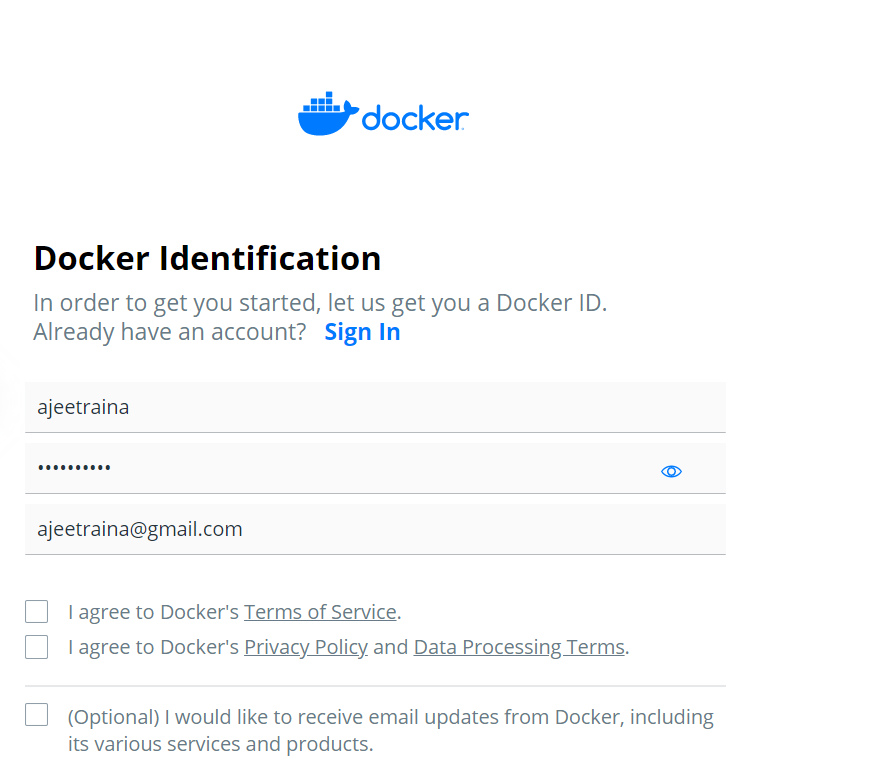 docker
Docker Identification
In order to get you started, let us get you a Docker ID.
Already have an account? Sign In
ajeetraina
••••••••••
ajeetraina@gmail.com
I agree to Docker's Terms of Service.
I agree to Docker's Privacy Policy and Data Processing Terms.
(Optional) I would like to receive email updates from Docker, including
its various services and products.